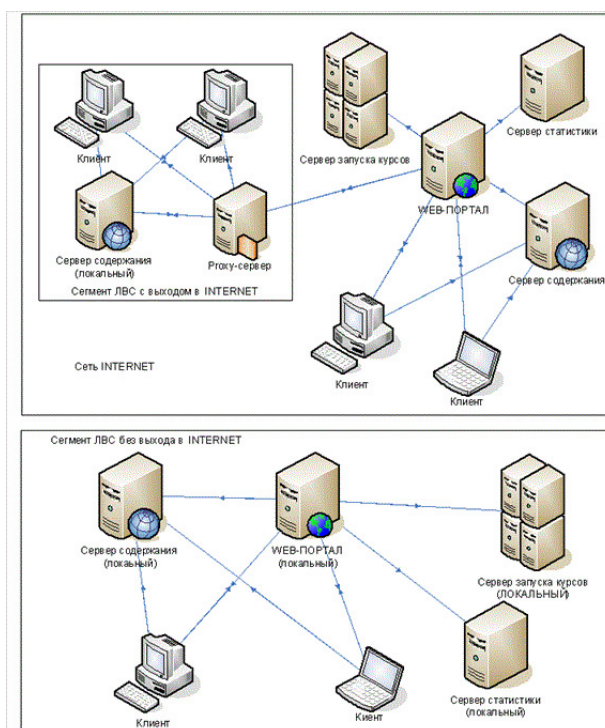 Клиент
Клиент
Сервер запуска курсов
Сервер статистики
WEB-ПОРТАЛ
Сервер содержания
(локальный)
Proxy-сервер
Сервер содержания
Сегмент ЛВС с выходом в INTERNET
Сеть INTERNET
Клиент
Клиент
Сегмент ЛВС без выхода в INTERNET
Сервер содержания
(локаьный)
WEB-ПОРТАЛ
(локальный)
Сервер запуска курсов
(ЛОКАЛЬНЫЙ)
Клиент
Киент
Сервер статистики
(локальный)